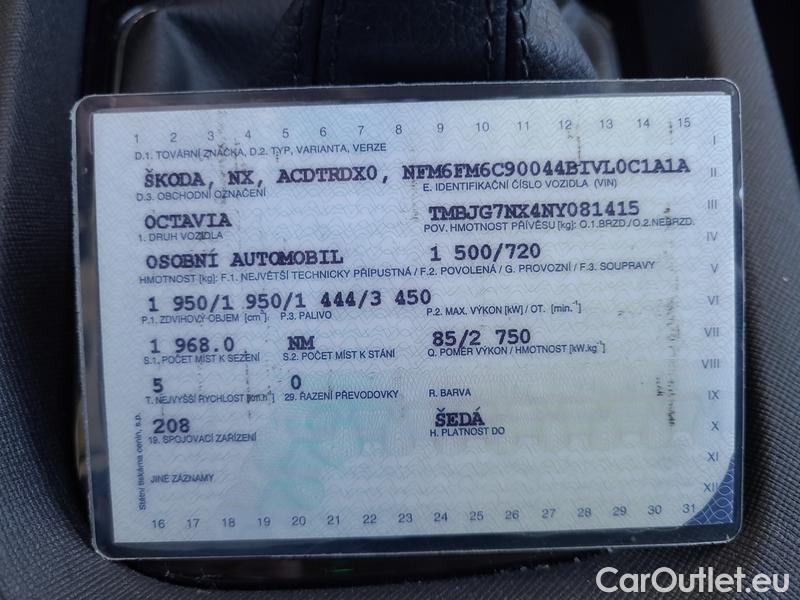 1 2 3 4 5 6 7 8 9 10 11 12 13 14 15
D.1. TOVÁRNÍ ZNAČKA, D.2. TYP, VARIANTA, VERZE
I
ŠKODA, NX, ACDTRDX0, NFM6FM6C90044BIVL0C1A1A
II
D.3. OBCHODNÍ OZNAČENÍ E. IDENTIFIKAČNÍ ČÍSLO VOZIDLA (VIN)
OCTAVIA TMBJG7NX4NY081415
III
1. DRUH VOZIDLA POV. HMOTNOST PŘÍVĚSU [kg]: O.1.BRZD./O.2.NEBRZD.
IV
OSOBNÍ AUTOMOBIL 1 500/720
V
HMOTNOST [kg]: F.1. NEJVĚTŠÍ TECHNICKY PŘÍPUSTNÁ / F.2. POVOLENÁ / G. PROVOZNÍ / F.3. SOUPRAVY
1 950/1 950/1 444/3 450
VI
P.1. ZDVIHOVÝ OBJEM [cm³] P.3. PALIVO P.2. MAX. VÝKON [kW] / OT. [min.⁻¹]
1 968.0 NM 85/2 750
VII
S.1. POČET MÍST K SEZENÍ S.2. POČET MÍST K STÁNÍ Q. POMĚR VÝKON / HMOTNOST [kW.kg⁻¹]
VIII
5 0
T. NEJVYŠŠÍ RYCHLOST [km.h⁻¹] 29. ŘAZENÍ PŘEVODOVKY R. BARVA
IX
208 ŠEDÁ
X
19. SPOJOVACÍ ZAŘÍZENÍ H. PLATNOST DO
XI
JINÉ ZÁZNAMY
XII
Státní tiskárna cenin, s.p.
16 17 18 19 20 21 22 23 24 25 26 27 28 29 30 31
CarOutlet.eu